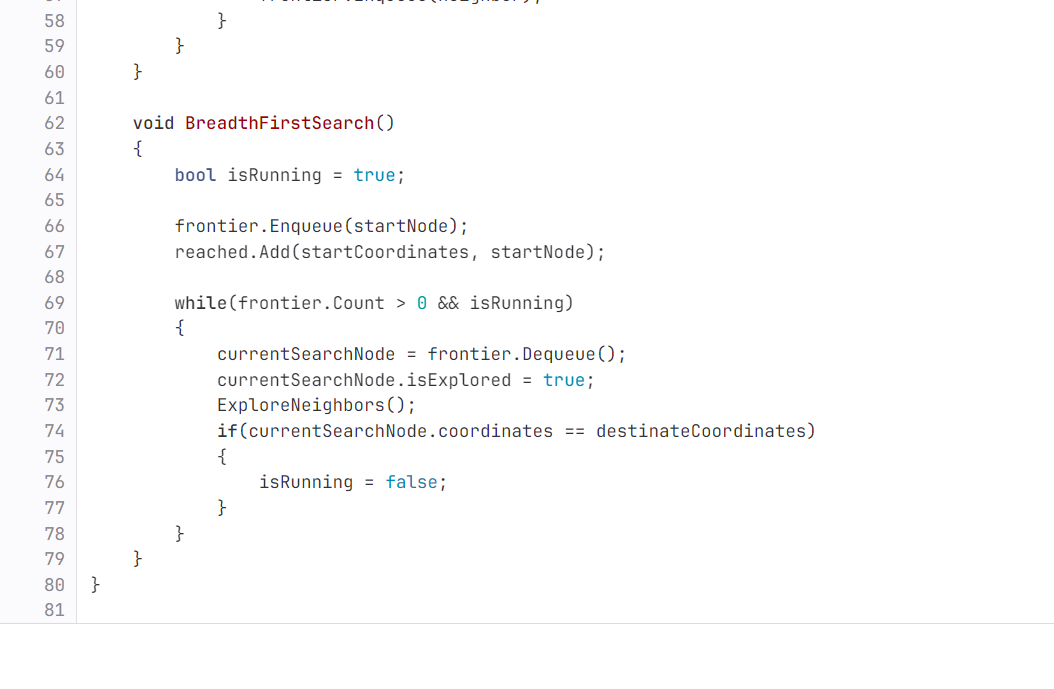 58 }
59 }
60 }
61
62 void BreadthFirstSearch()
63 {
64 bool isRunning = true;
65
66 frontier.Enqueue(startNode);
67 reached.Add(startCoordinates, startNode);
68
69 while(frontier.Count > 0 && isRunning)
70 {
71 currentSearchNode = frontier.Dequeue();
72 currentSearchNode.isExplored = true;
73 ExploreNeighbors();
74 if(currentSearchNode.coordinates == destinateCoordinates)
75 {
76 isRunning = false;
77 }
78 }
79 }
80 }
81